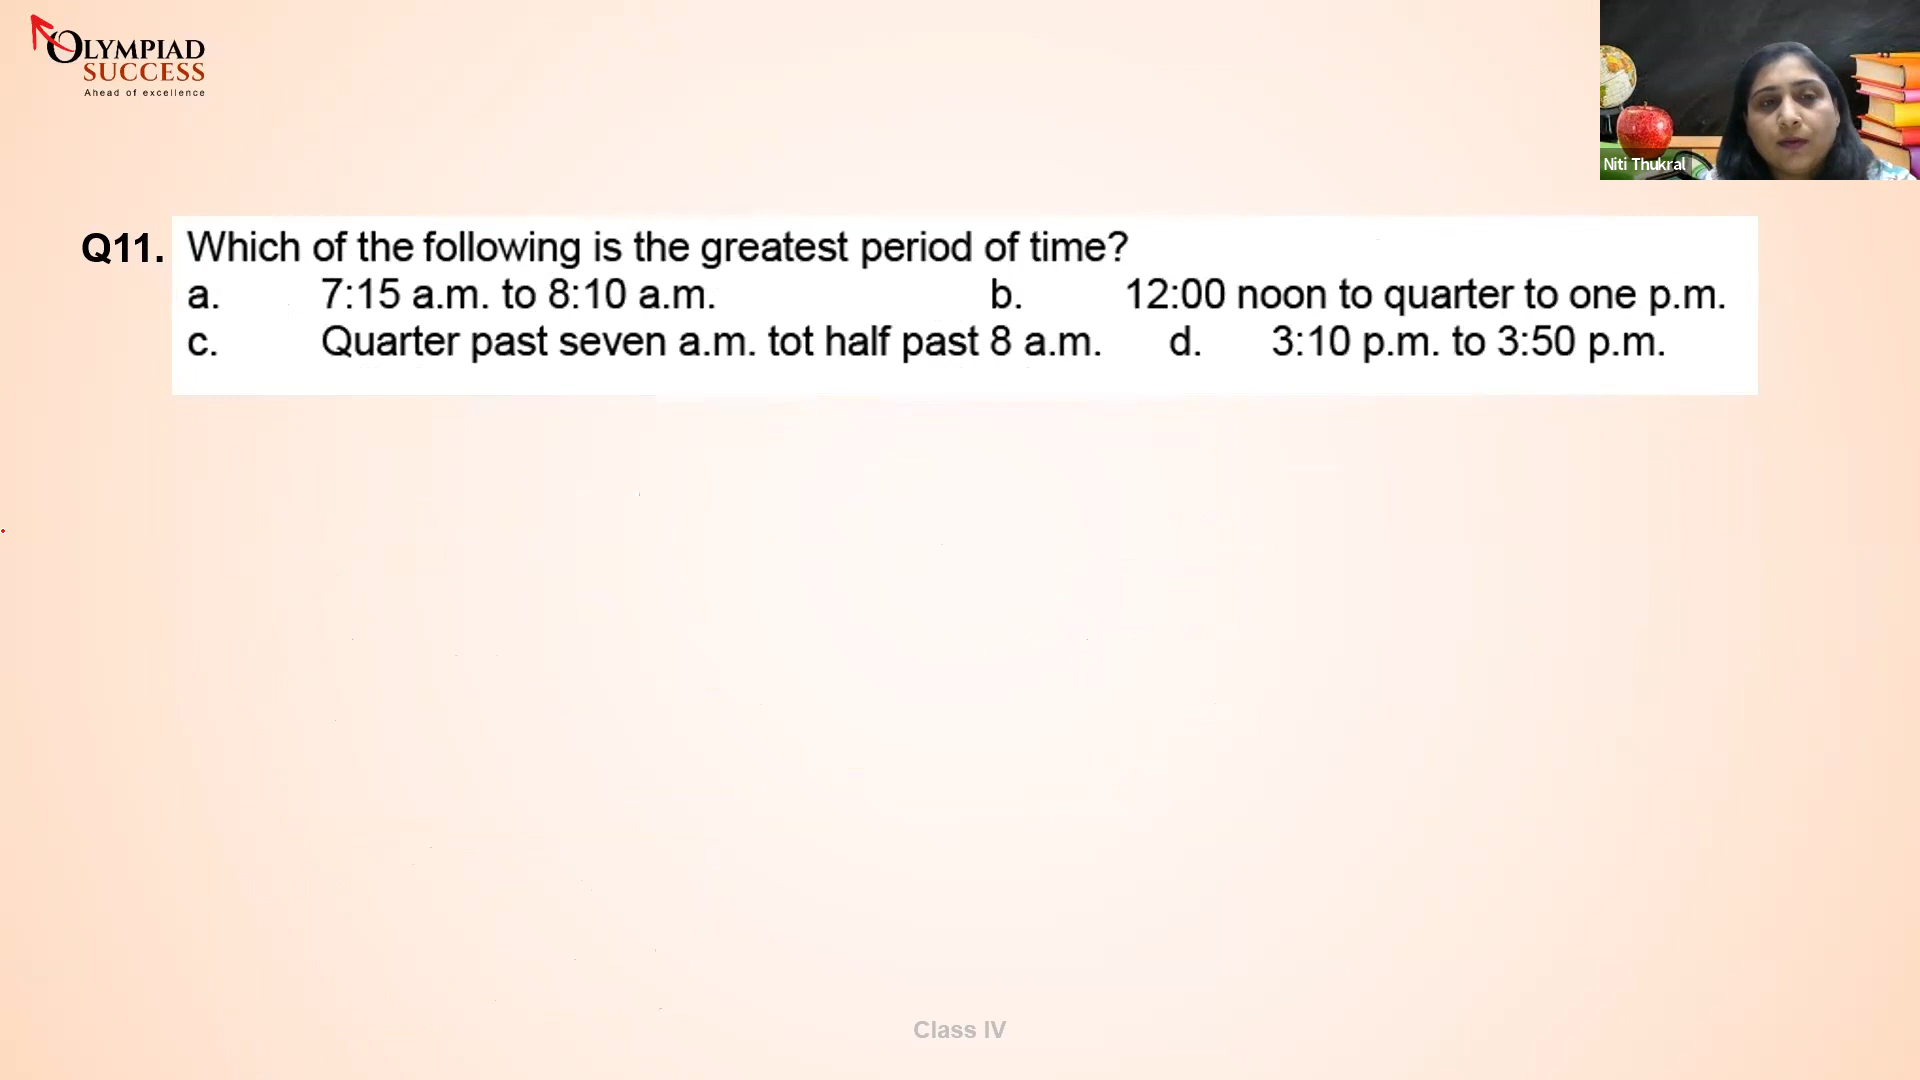 OLYMPIAD
SUCCESS
Ahead of excellence
Niti Thukral
Q11. Which of the following is the greatest period of time?
a. 7:15 a.m. to 8:10 a.m. b. 12:00 noon to quarter to one p.m.
c. Quarter past seven a.m. tot half past 8 a.m. d. 3:10 p.m. to 3:50 p.m.
Class IV